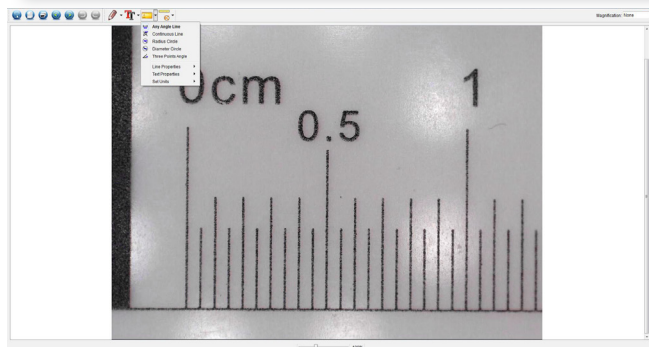 Magnification: None
Any Angle Line
Continuous Line
Radius Circle
Diameter Circle
Three Points Angle
Line Properties
Text Properties
Set Units
0cm
0.5
1